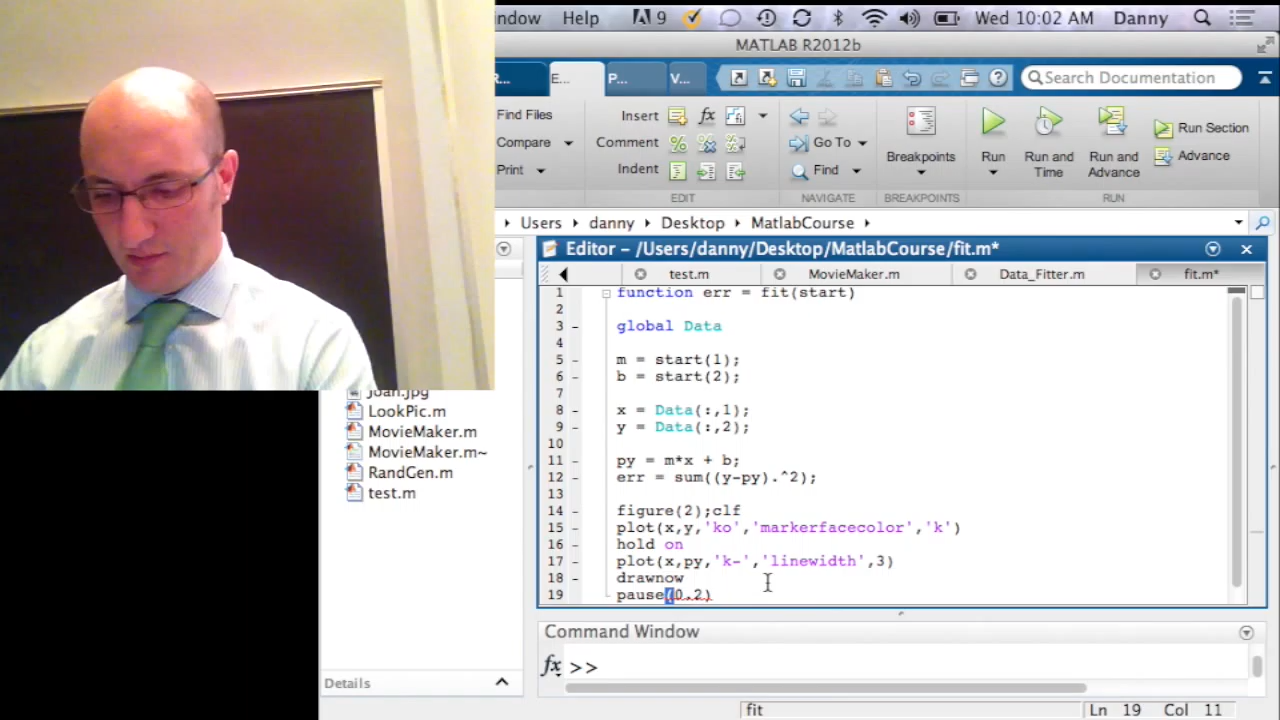 indow Help 9 Wed 10:02 AM Danny
MATLAB R2012b
R... E... P... V... Search Documentation
Find Files Insert fx
Compare Comment Go To Breakpoints Run Run and Time Run and Advance Run Section
Print Indent Find Advance
EDIT NAVIGATE BREAKPOINTS RUN
Users danny Desktop MatlabCourse
Editor – /Users/danny/Desktop/MatlabCourse/fit.m*
test.m MovieMaker.m Data_Fitter.m fit.m*
1 function err = fit(start)
2
3 global Data
4
5 m = start(1);
6 b = start(2);
7
8 x = Data(:,1);
9 y = Data(:,2);
10
11 py = m*x + b;
12 err = sum((y-py).^2);
13
14 figure(2);clf
15 plot(x,y,'ko','markerfacecolor','k')
16 hold on
17 plot(x,py,'k-','linewidth',3)
18 drawnow
19 pause(0.2)
Joan.jpg
LookPic.m
MovieMaker.m
MovieMaker.m~
RandGen.m
test.m
Details
Command Window
fx >>
fit Ln 19 Col 11